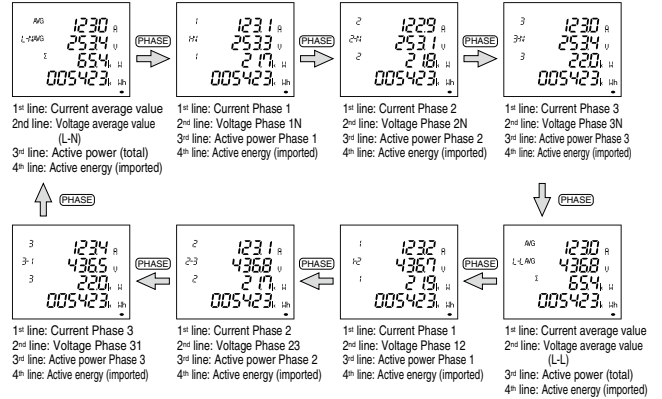 AVG 123.0 A
L-N AVG 253.4 V
Σ 65.4 k W
005423 k Wh
PHASE
1 123.1 A
1-N 253.3 V
1 21.7 k W
005423 k Wh
PHASE
2 122.9 A
2-N 253.1 V
2 21.8 k W
005423 k Wh
PHASE
3 123.0 A
3-N 253.4 V
3 22.0 k W
005423 k Wh
1st line: Current average value
2nd line: Voltage average value
(L-N)
3rd line: Active power (total)
4th line: Active energy (imported)
1st line: Current Phase 1
2nd line: Voltage Phase 1N
3rd line: Active power Phase 1
4th line: Active energy (imported)
1st line: Current Phase 2
2nd line: Voltage Phase 2N
3rd line: Active power Phase 2
4th line: Active energy (imported)
1st line: Current Phase 3
2nd line: Voltage Phase 3N
3rd line: Active power Phase 3
4th line: Active energy (imported)
PHASE
PHASE
3 123.4 A
3-1 436.5 V
3 22.0 k W
005423 k Wh
PHASE
2 123.1 A
2-3 436.8 V
2 21.7 k W
005423 k Wh
PHASE
1 123.2 A
1-2 436.7 V
1 21.9 k W
005423 k Wh
PHASE
AVG 123.0 A
L-L AVG 436.8 V
Σ 65.4 k W
005423 k Wh
1st line: Current Phase 3
2nd line: Voltage Phase 31
3rd line: Active power Phase 3
4th line: Active energy (imported)
1st line: Current Phase 2
2nd line: Voltage Phase 23
3rd line: Active power Phase 2
4th line: Active energy (imported)
1st line: Current Phase 1
2nd line: Voltage Phase 12
3rd line: Active power Phase 1
4th line: Active energy (imported)
1st line: Current average value
2nd line: Voltage average value
(L-L)
3rd line: Active power (total)
4th line: Active energy (imported)